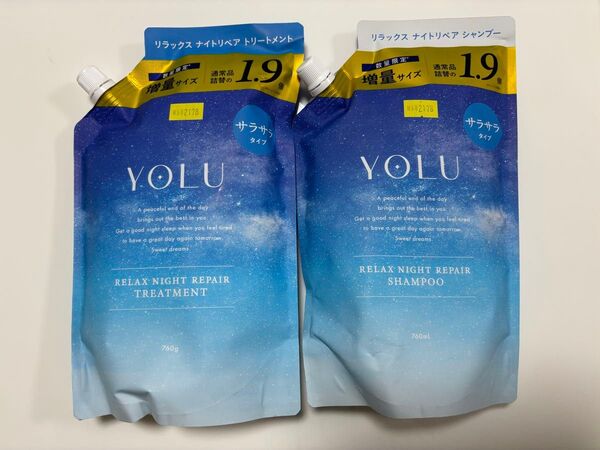 リラックス ナイトリペア トリートメント
数量限定*
増量サイズ
通常品
詰替の
1.9
サラサラ
タイプ
YOLU
A peaceful end of the day
brings out the best in you.
Get a good night sleep when you feel tired
to have a great day again tomorrow.
Sweet dreams.
RELAX NIGHT REPAIR
TREATMENT
760g
リラックス ナイトリペア シャンプー
数量限定*
増量サイズ
通常品
詰替の
1.9
サラサラ
タイプ
YOLU
A peaceful end of the day
brings out the best in you.
Get a good night sleep when you feel tired
to have a great day again tomorrow.
Sweet dreams.
RELAX NIGHT REPAIR
SHAMPOO
760mL